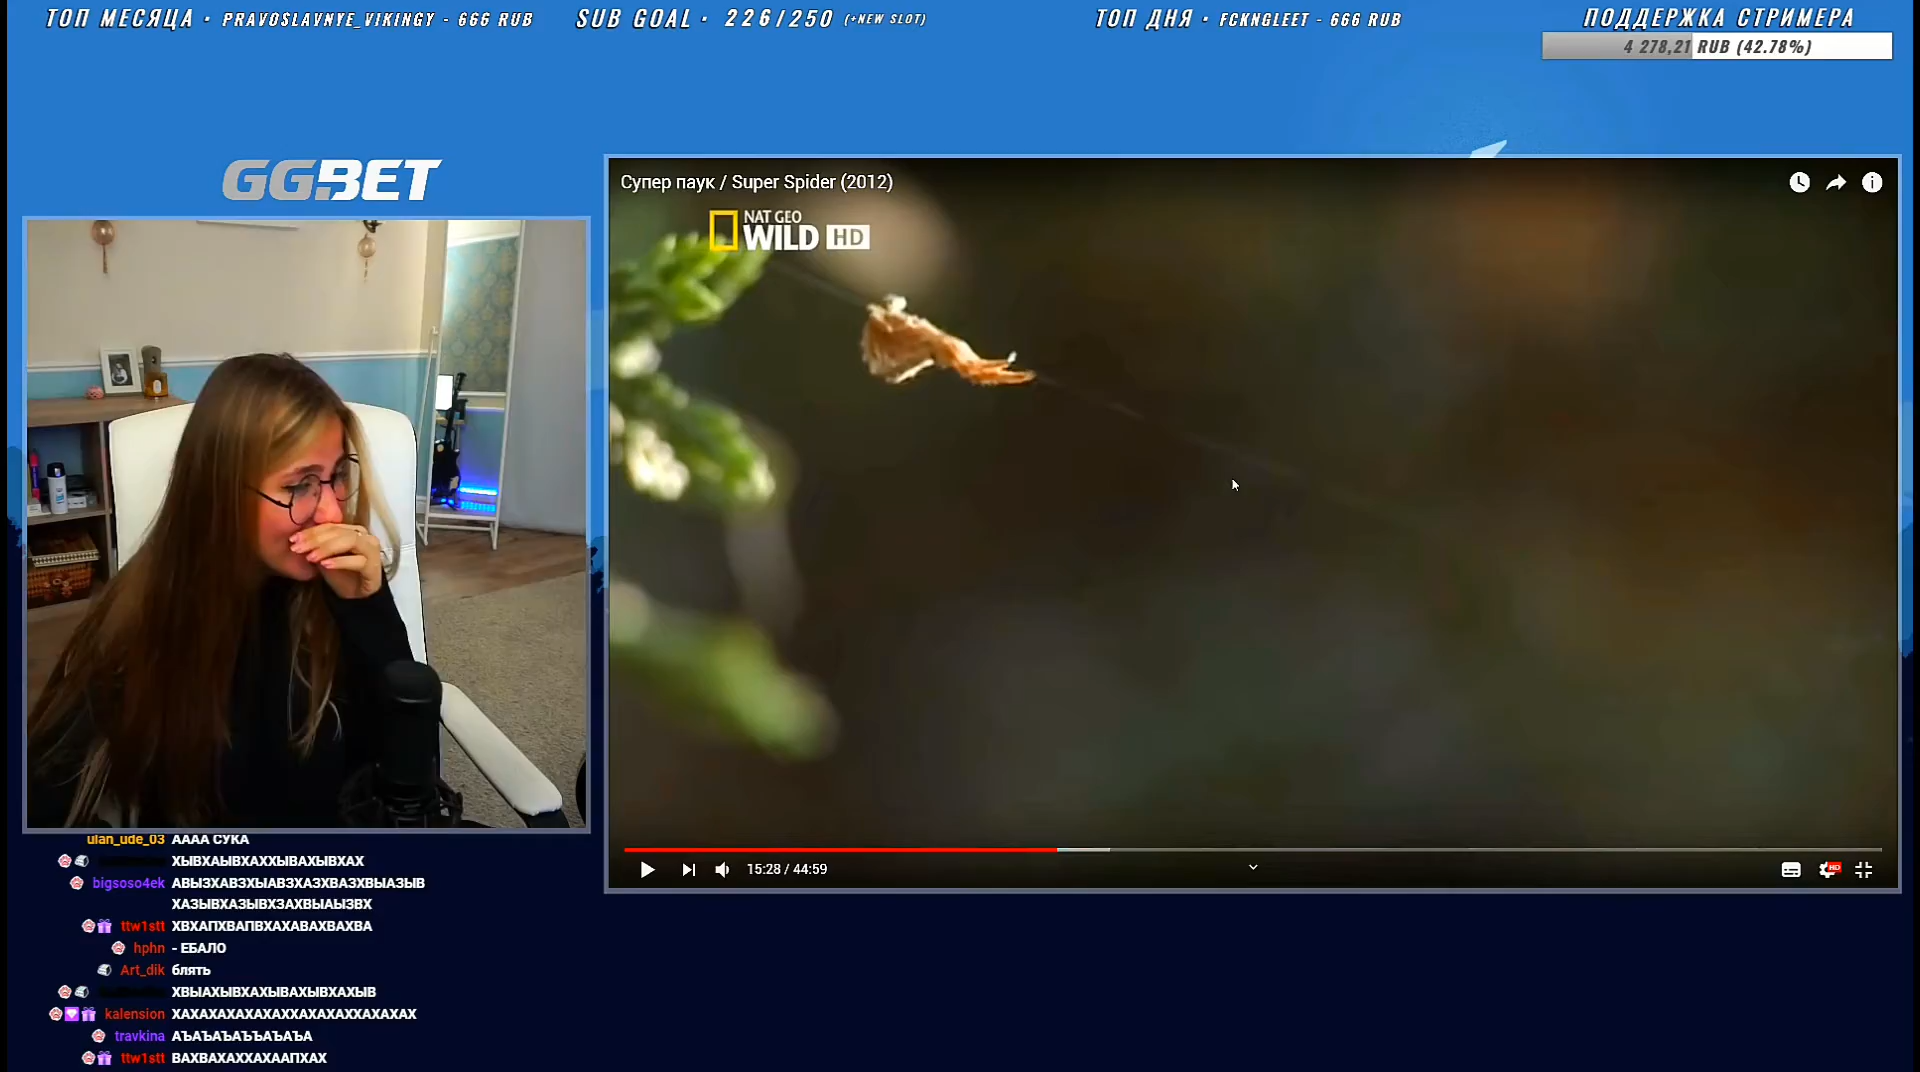 ТОП МЕСЯЦА · PRAVOSLAVNYE_VIKINGY - 666 RUB
SUB GOAL · 226/250 (+NEW SLOT)
ТОП ДНЯ · FCKNGLEET - 666 RUB
ПОДДЕРЖКА СТРИМЕРА
4 278,21 RUB (42.78%)
GGBET
Супер паук / Super Spider (2012)
NAT GEO
WILD HD
15:28 / 44:59
HD
ulan_ude_03 АААА СУКА
ХЫВХАЫВХАХХЫВАХЫВХАХ
bigsoso4ek АВЫЗХАВЗХЫАВЗХАЗХВАЗХВЫАЗЫВ
ХАЗЫВХАЗЫВХЗАХВЫАЫЗВХ
ttw1stt ХВХАПХВАПВХАХАВАХВАХВА
hphn - ЕБАЛО
Art_dik блять
ХВЫАХЫВХАХЫВАХЫВХАХЫВ
kalension ХАХАХАХАХАХАХХАХАХАХХАХАХАХ
travkina АЪАЪАЪАЪЪАЪАЪА
ttw1stt ВАХВАХАХХАХААПХАХ